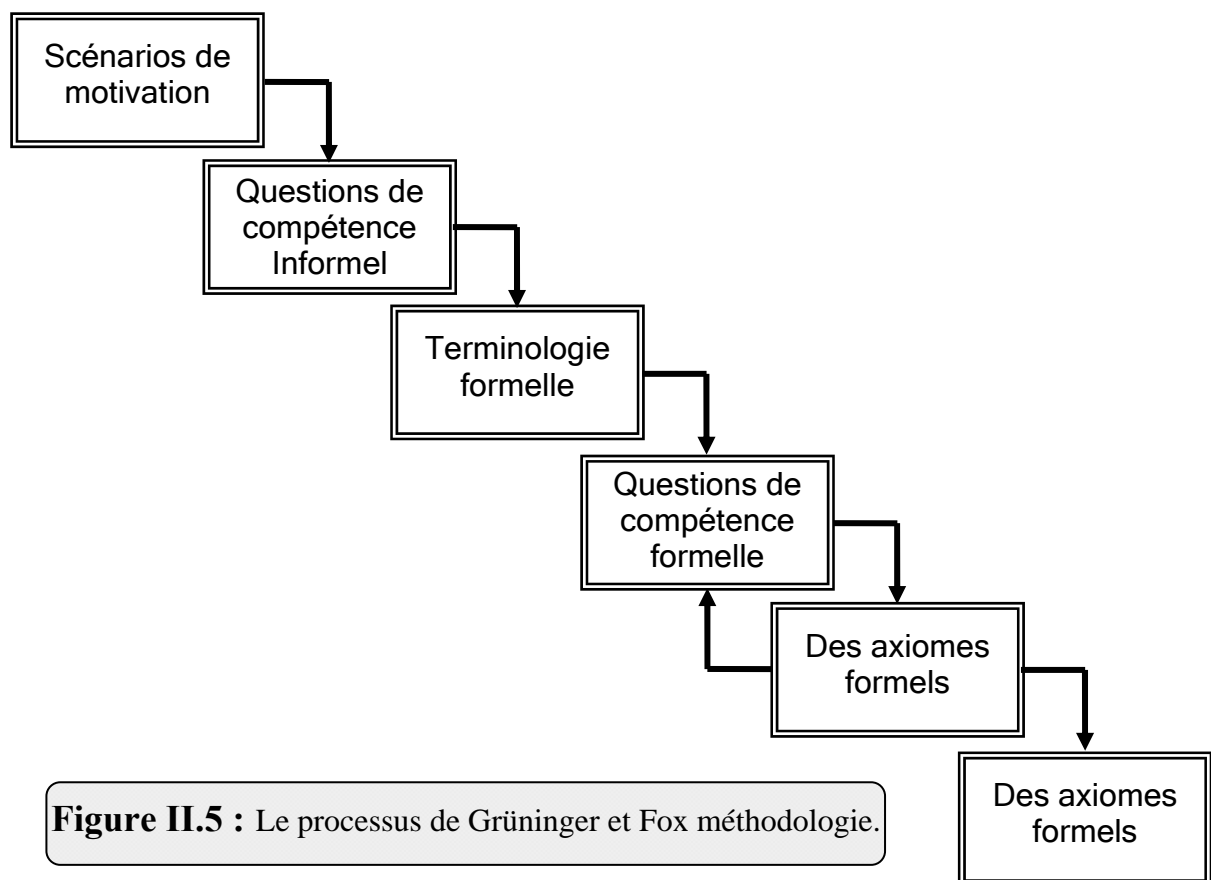 Scénarios de
motivation
Questions de
compétence
Informel
Terminologie
formelle
Questions de
compétence
formelle
Des axiomes
formels
Des axiomes
formels
Figure II.5 : Le processus de Grüninger et Fox méthodologie.